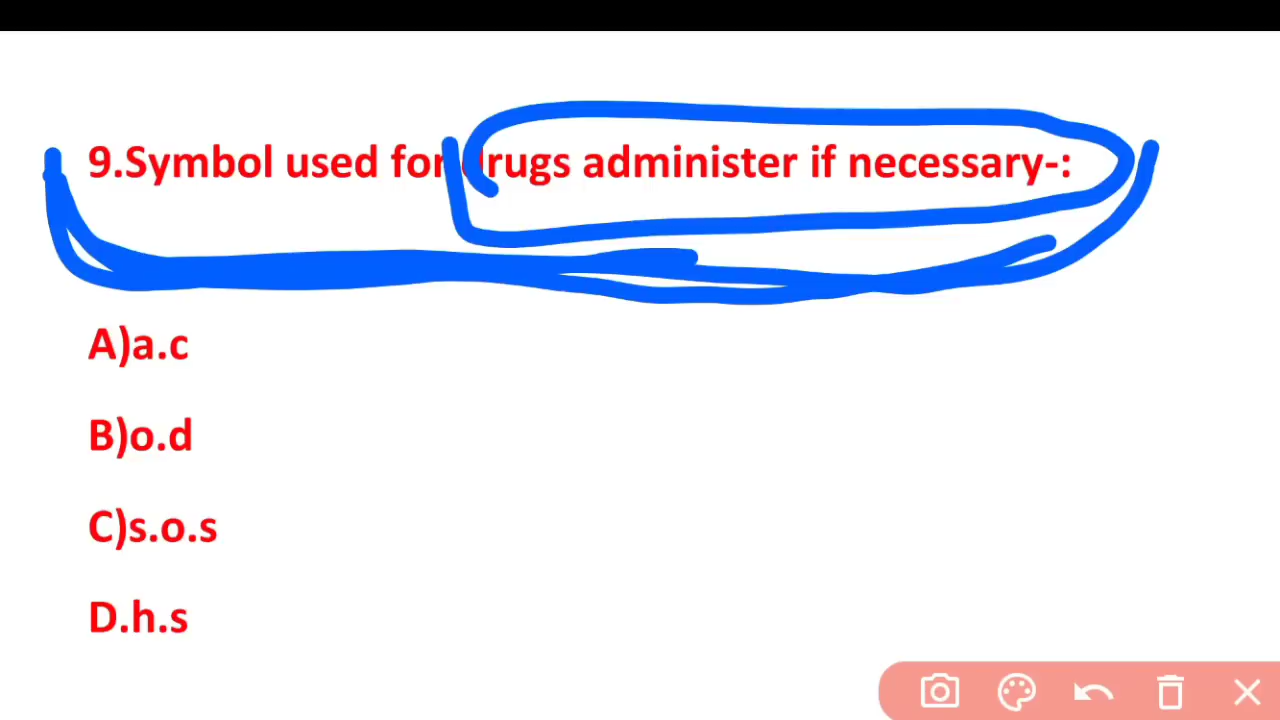 9.Symbol used for drugs administer if necessary-:
A)a.c
B)o.d
C)s.o.s
D.h.s